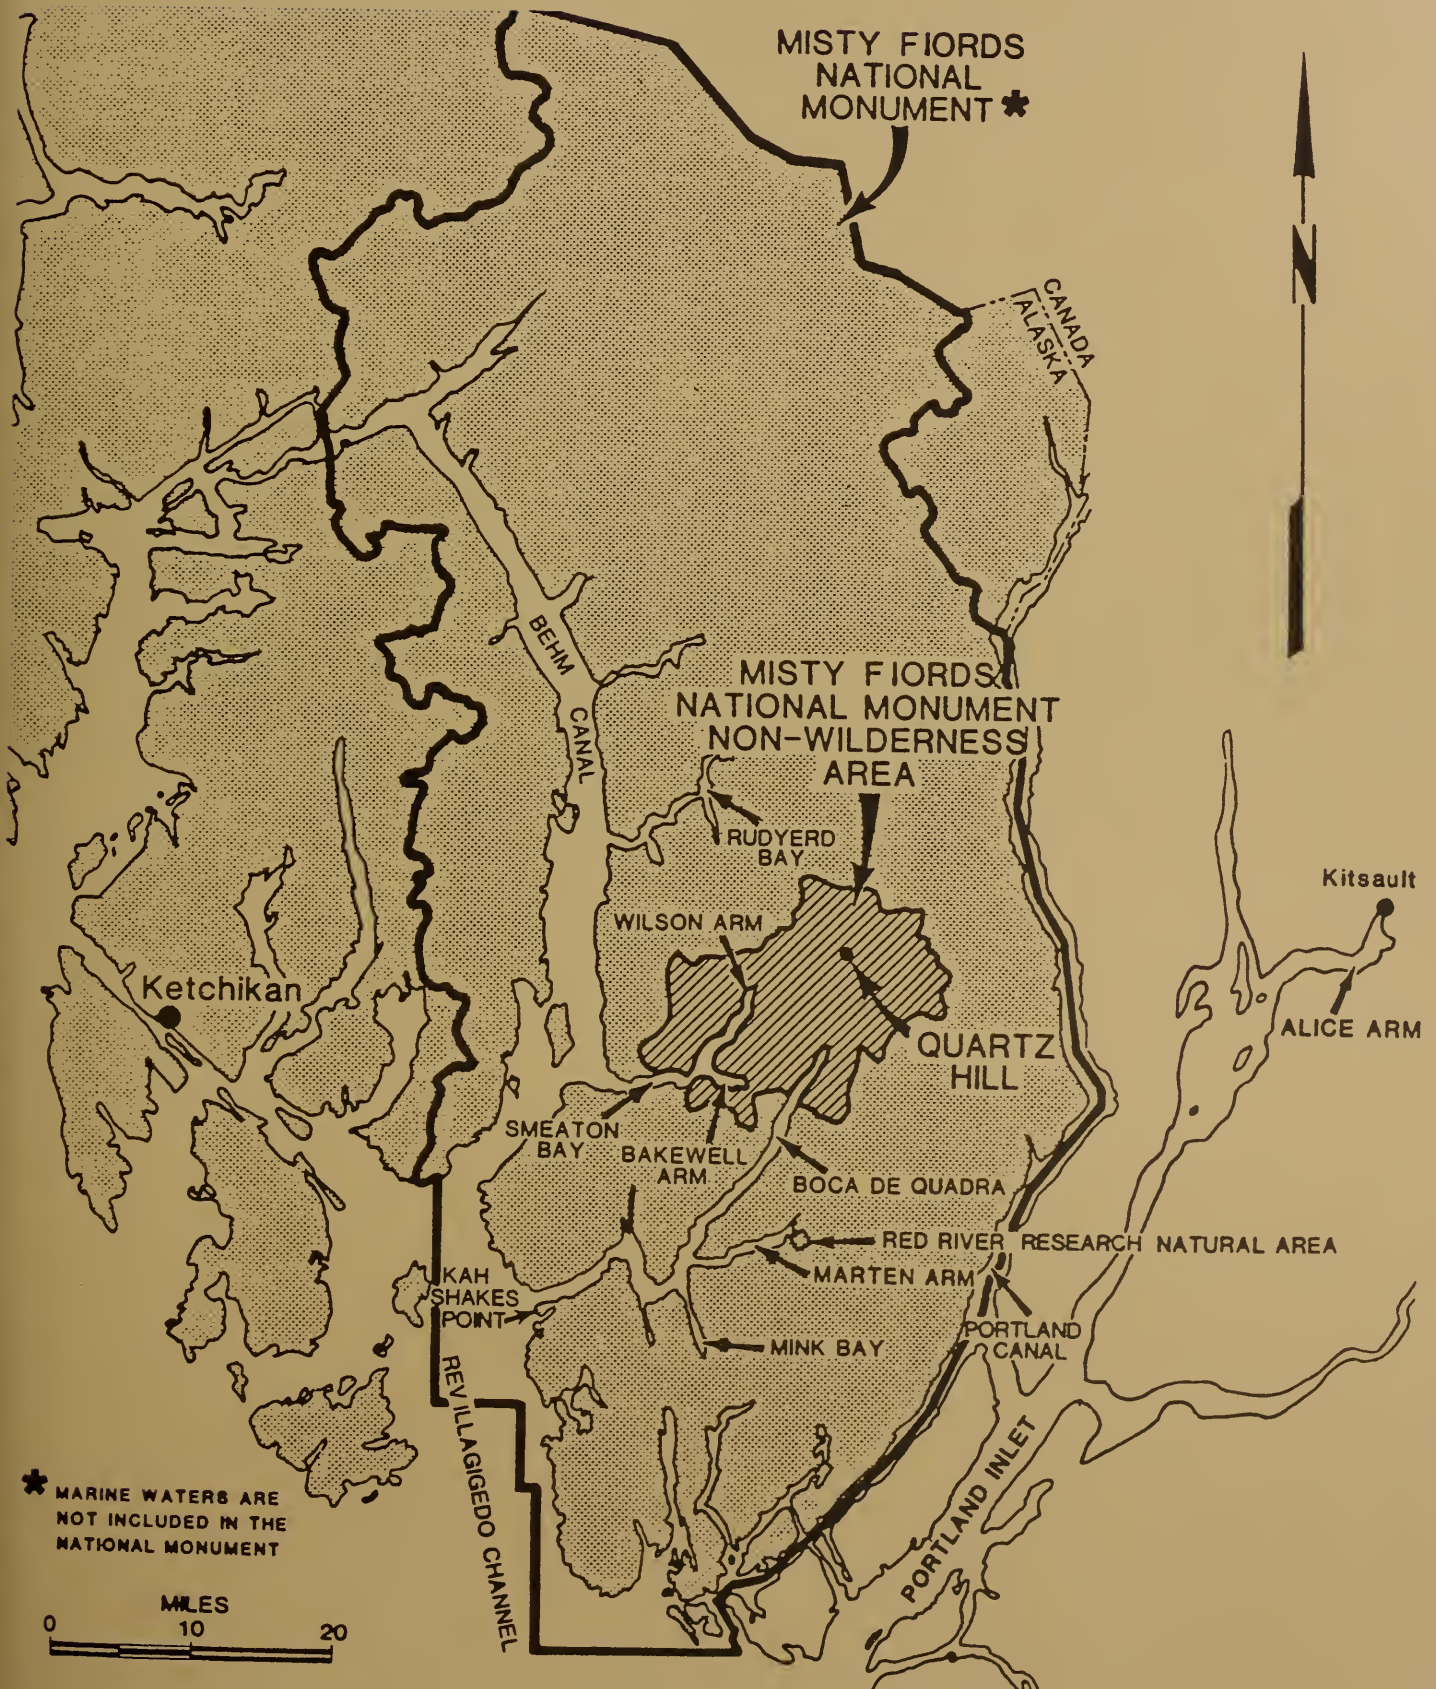 MISTY FIORDS
NATIONAL
MONUMENT *
N
CANADA
ALASKA
BEHM
CANAL
MISTY FIORDS
NATIONAL MONUMENT
NON-WILDERNESS
AREA
RUDYERD
BAY
Kitsault
WILSON ARM
Ketchikan
ALICE ARM
QUARTZ
HILL
SMEATON
BAY
BAKEWELL
ARM
BOCA DE QUADRA
RED RIVER RESEARCH NATURAL AREA
MARTEN ARM
KAH
SHAKES
POINT
PORTLAND
CANAL
MINK BAY
REVILLAGIGEDO CHANNEL
PORTLAND INLET
* MARINE WATERS ARE
NOT INCLUDED IN THE
NATIONAL MONUMENT
MILES
0 10 20